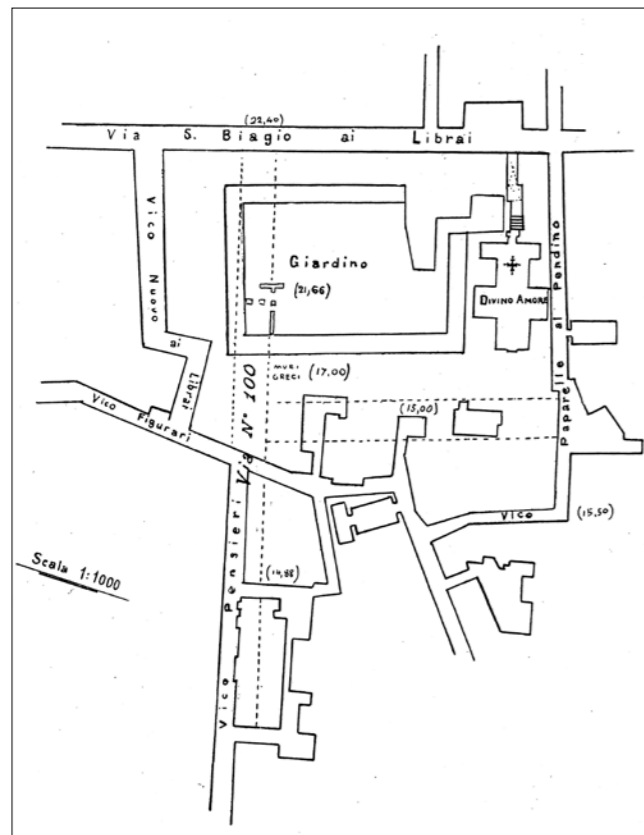 (22,40)
Via S. Biagio ai Librai
Vico Nuovo
ai
Librai
Giardino
(21,66)
DIVINO AMORE
Vico
Paparelle al Pendino
MURI
GRECI
(17,00)
Via N° 100
(15,00)
Vico Figurari
(15,50)
Scala 1:1000
(14,88)
Vico Pensieri